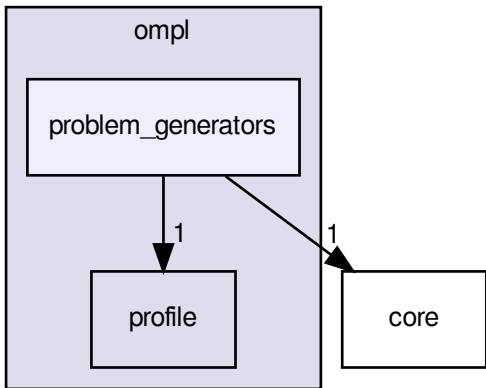 ompl
problem_generators
1
1
profile
core